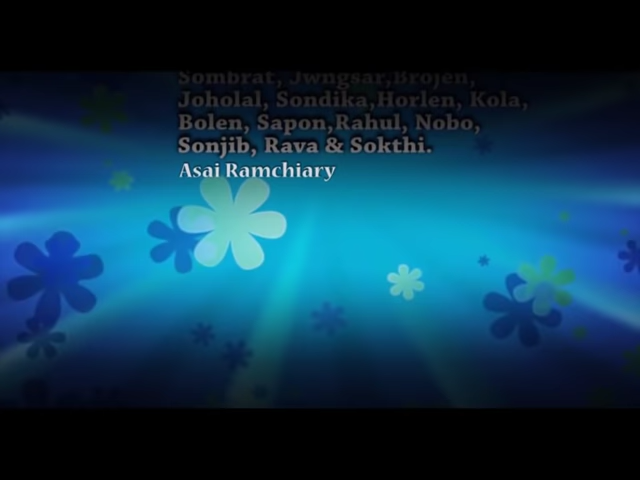 Sombrat, Jwngsar,Brojen,
Joholal, Sondika,Horlen, Kola,
Bolen, Sapon,Rahul, Nobo,
Sonjib, Rava & Sokthi.
Asai Ramchiary